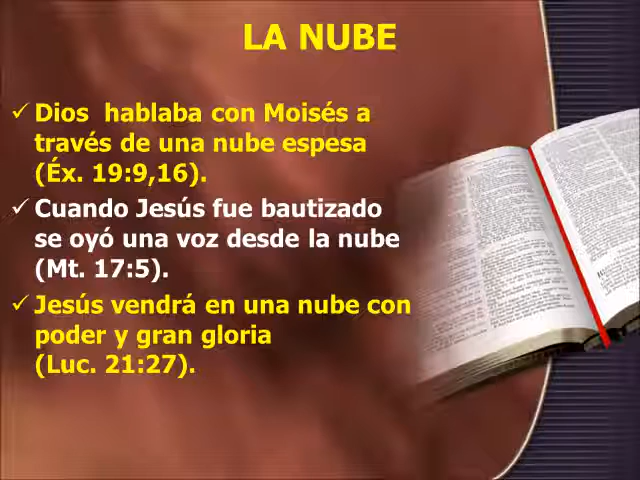 LA NUBE
✓ Dios  hablaba con Moisés a
través de una nube espesa
(Éx. 19:9,16).
✓ Cuando Jesús fue bautizado
se oyó una voz desde la nube
(Mt. 17:5).
✓ Jesús vendrá en una nube con
poder y gran gloria
(Luc. 21:27).